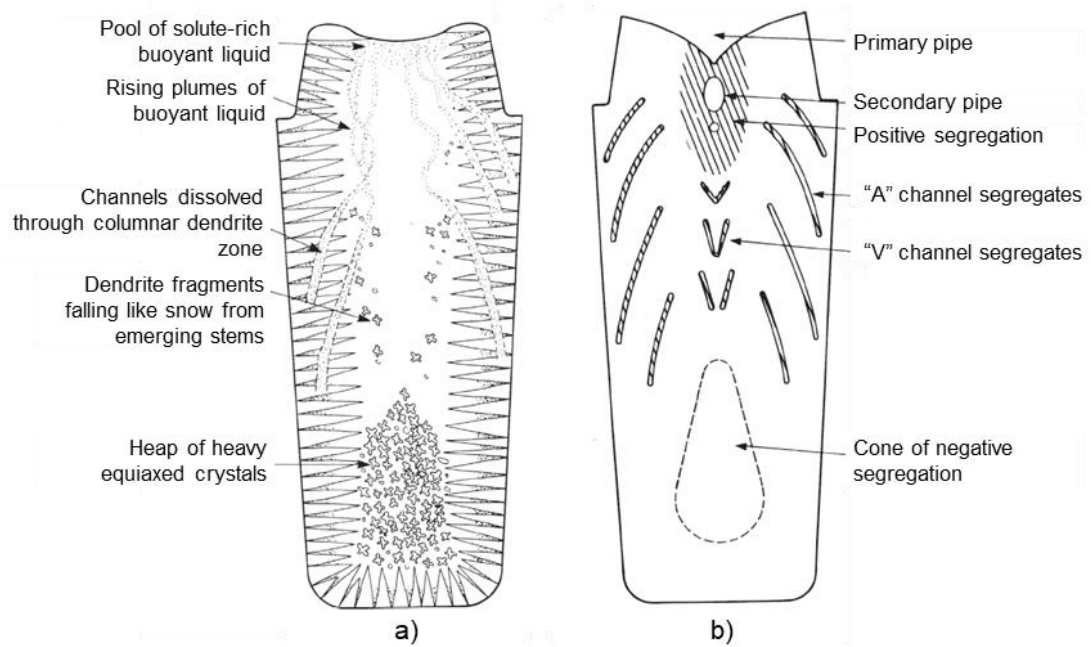 Pool of solute-rich
buoyant liquid
Rising plumes of
buoyant liquid
Channels dissolved
through columnar dendrite
zone
Dendrite fragments
falling like snow from
emerging stems
Heap of heavy
equiaxed crystals
a)
Primary pipe
Secondary pipe
Positive segregation
“A” channel segregates
“V” channel segregates
Cone of negative
segregation
b)